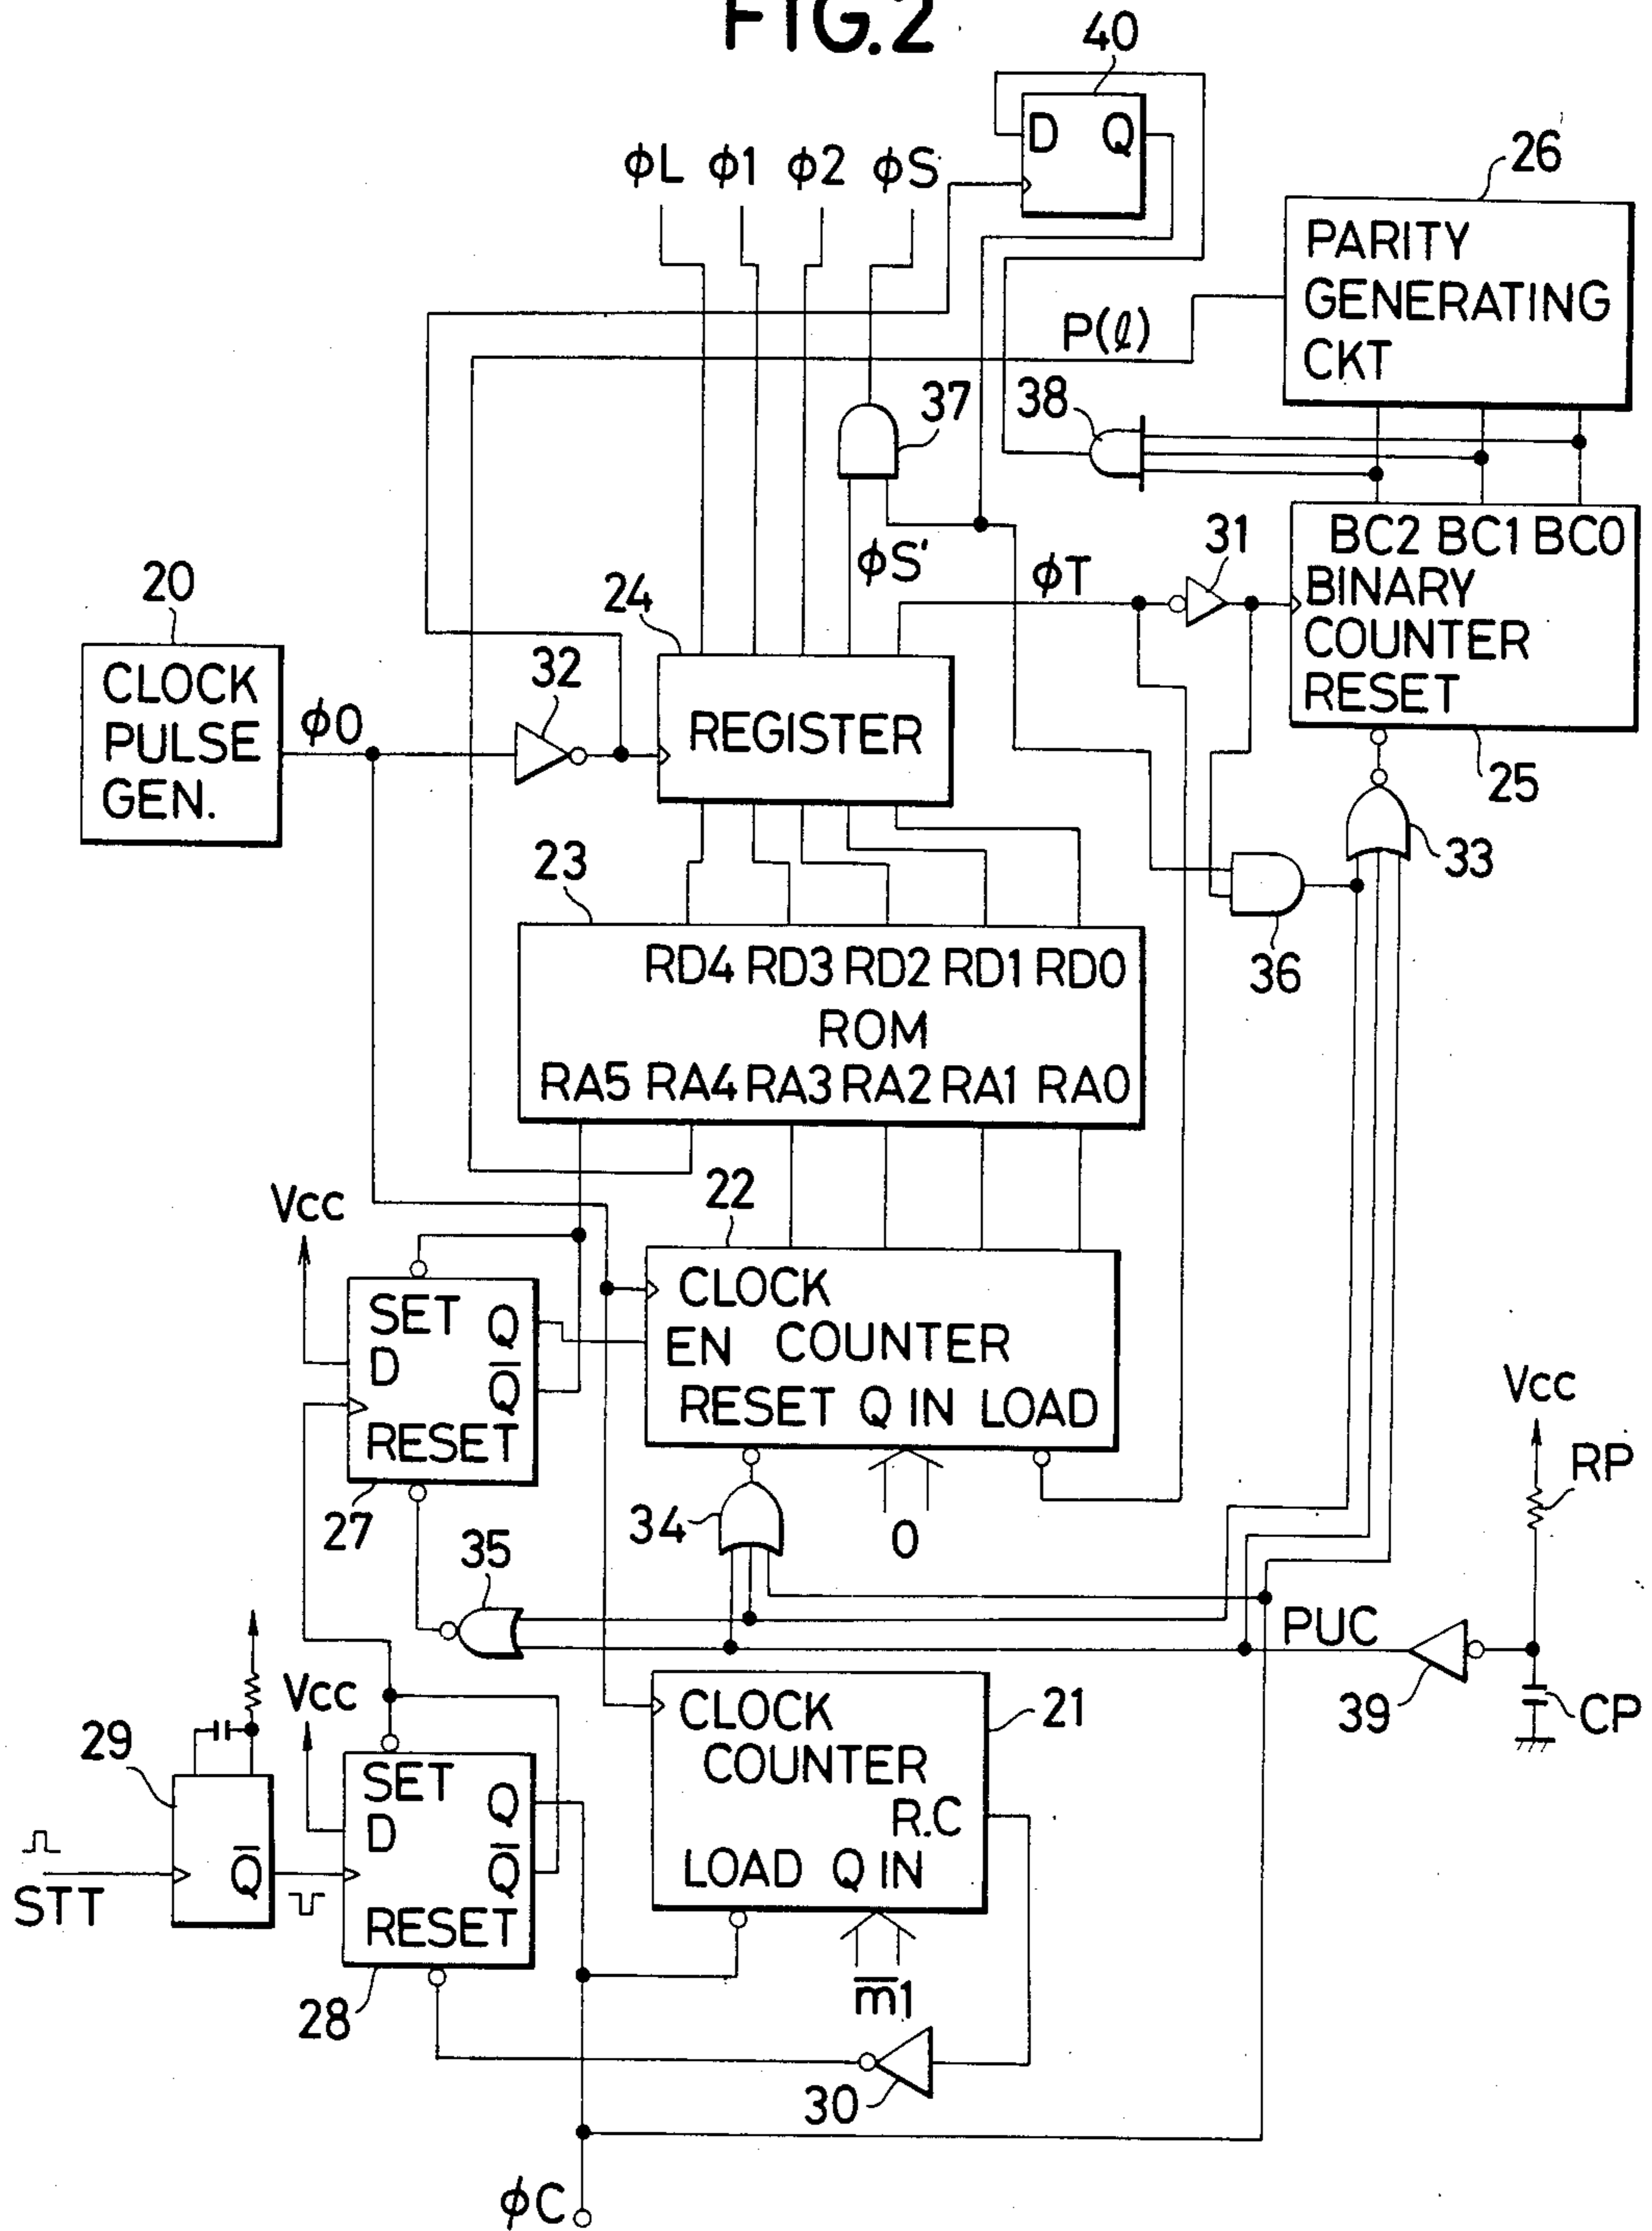 FIG.2
40
D Q
ϕL ϕ1 ϕ2 ϕS
26
PARITY
GENERATING
CKT
P(ℓ)
37
38
BC2 BC1 BC0
BINARY
COUNTER
RESET
25
31
ϕS'
ϕT
24
REGISTER
20
CLOCK
PULSE
GEN.
ϕ0
32
33
36
23
RD4 RD3 RD2 RD1 RD0
ROM
RA5 RA4 RA3 RA2 RA1 RA0
22
CLOCK
EN COUNTER
RESET Q IN LOAD
0
34
Vcc
SET Q
D
Q̅
RESET
27
35
Vcc
RP
PUC
39
CP
21
CLOCK
COUNTER
R.C
LOAD Q IN
m̅1
30
29
Q̅
STT
Vcc
SET
D Q
Q̅
RESET
28
ϕC